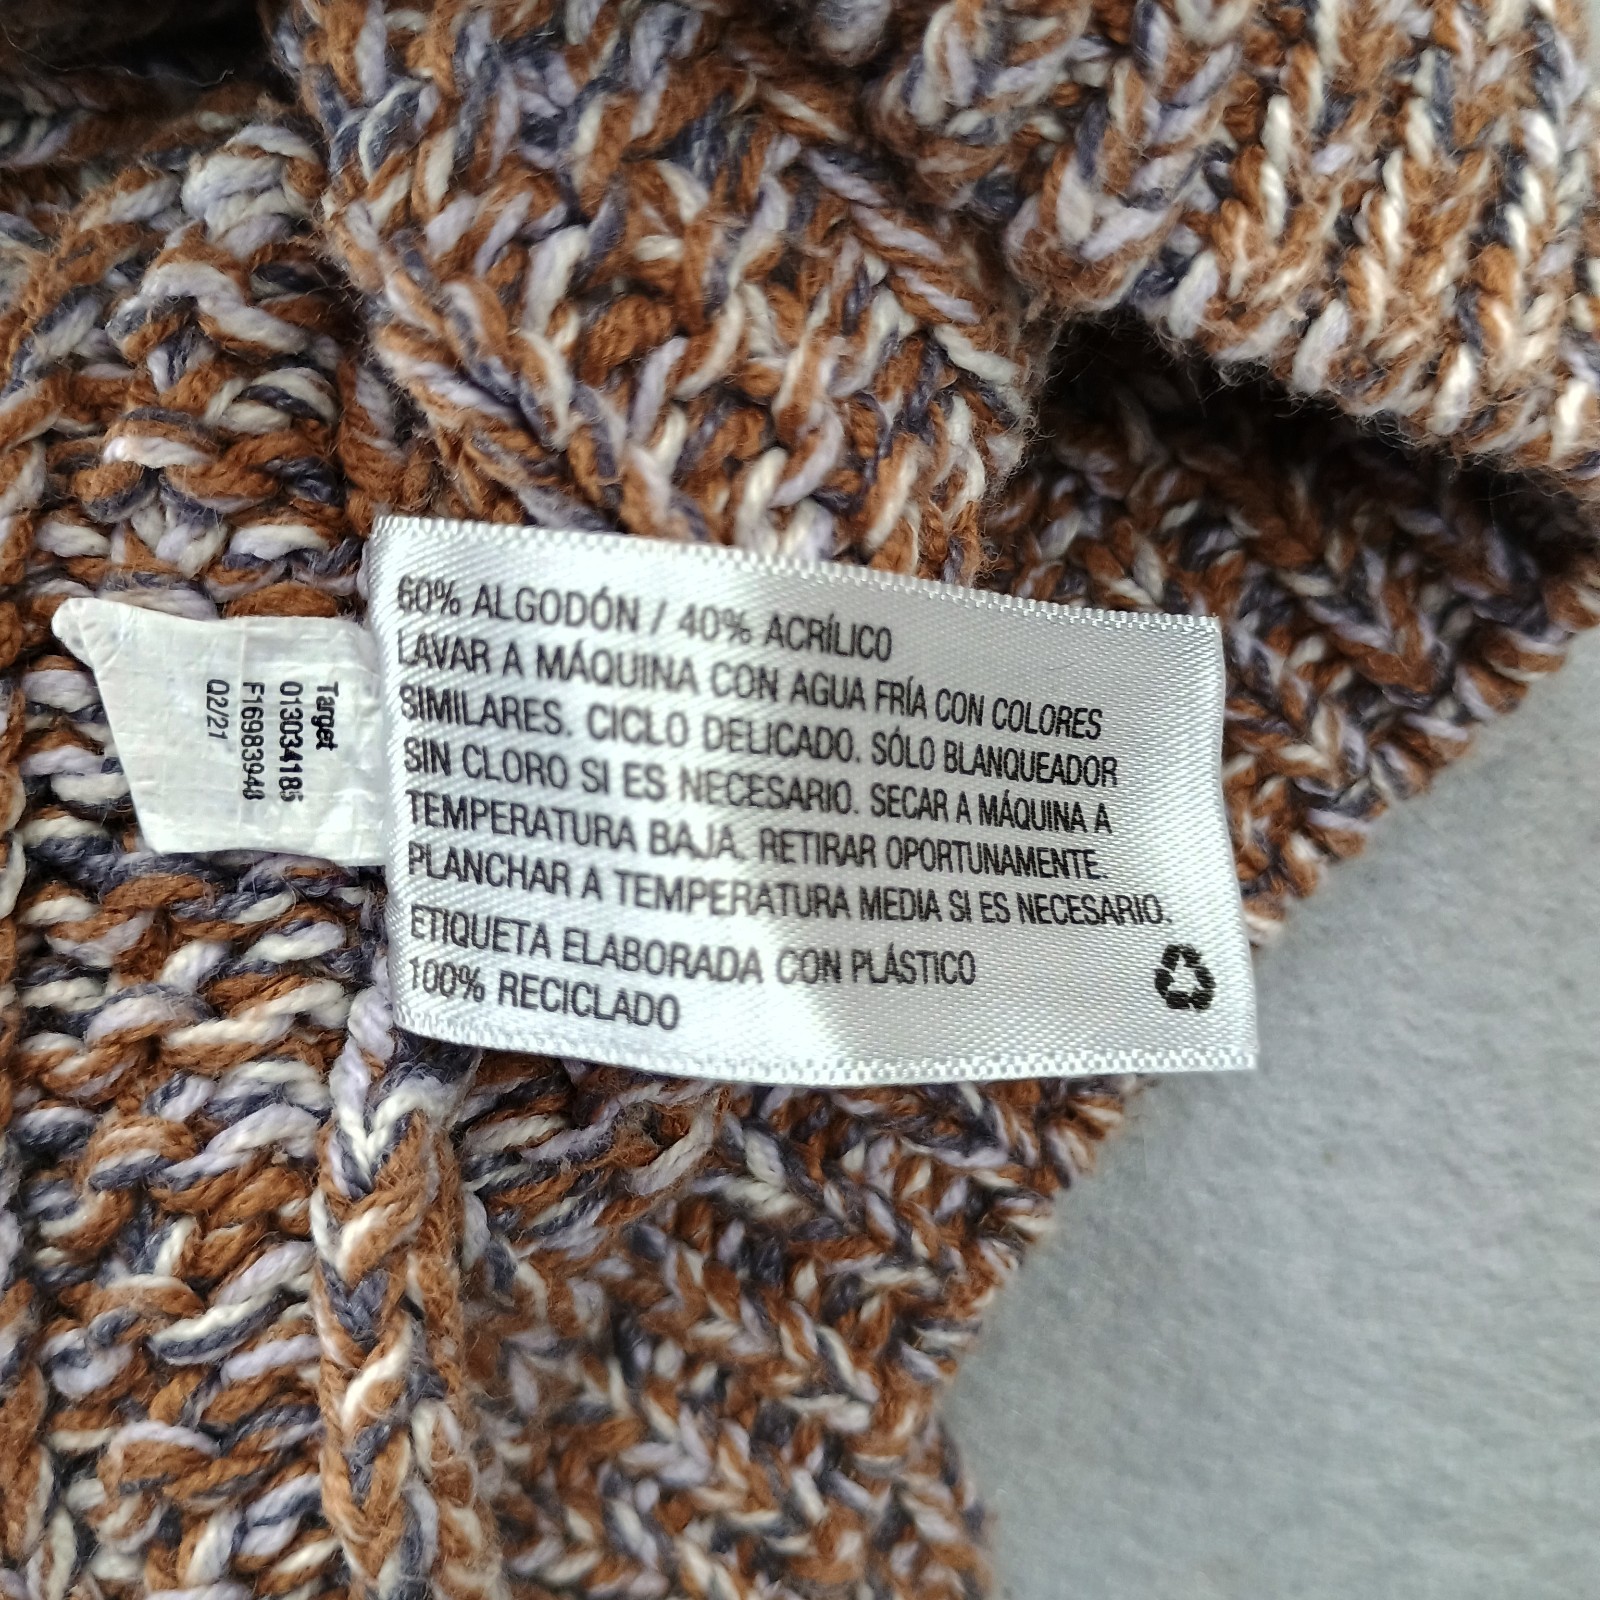 60% ALGODÓN / 40% ACRÍLICO
LAVAR A MÁQUINA CON AGUA FRÍA CON COLORES
SIMILARES. CICLO DELICADO. SÓLO BLANQUEADOR
SIN CLORO SI ES NECESARIO. SECAR A MÁQUINA A
TEMPERATURA BAJA. RETIRAR OPORTUNAMENTE.
PLANCHAR A TEMPERATURA MEDIA SI ES NECESARIO.
ETIQUETA ELABORADA CON PLÁSTICO
100% RECICLADO
Target
013034185
F16983948
Q2/21